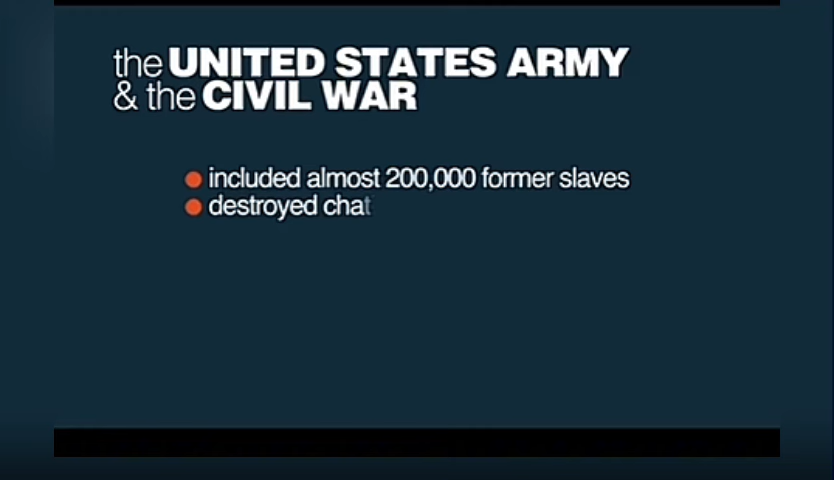 the UNITED STATES ARMY
& the CIVIL WAR
included almost 200,000 former slaves
destroyed chat